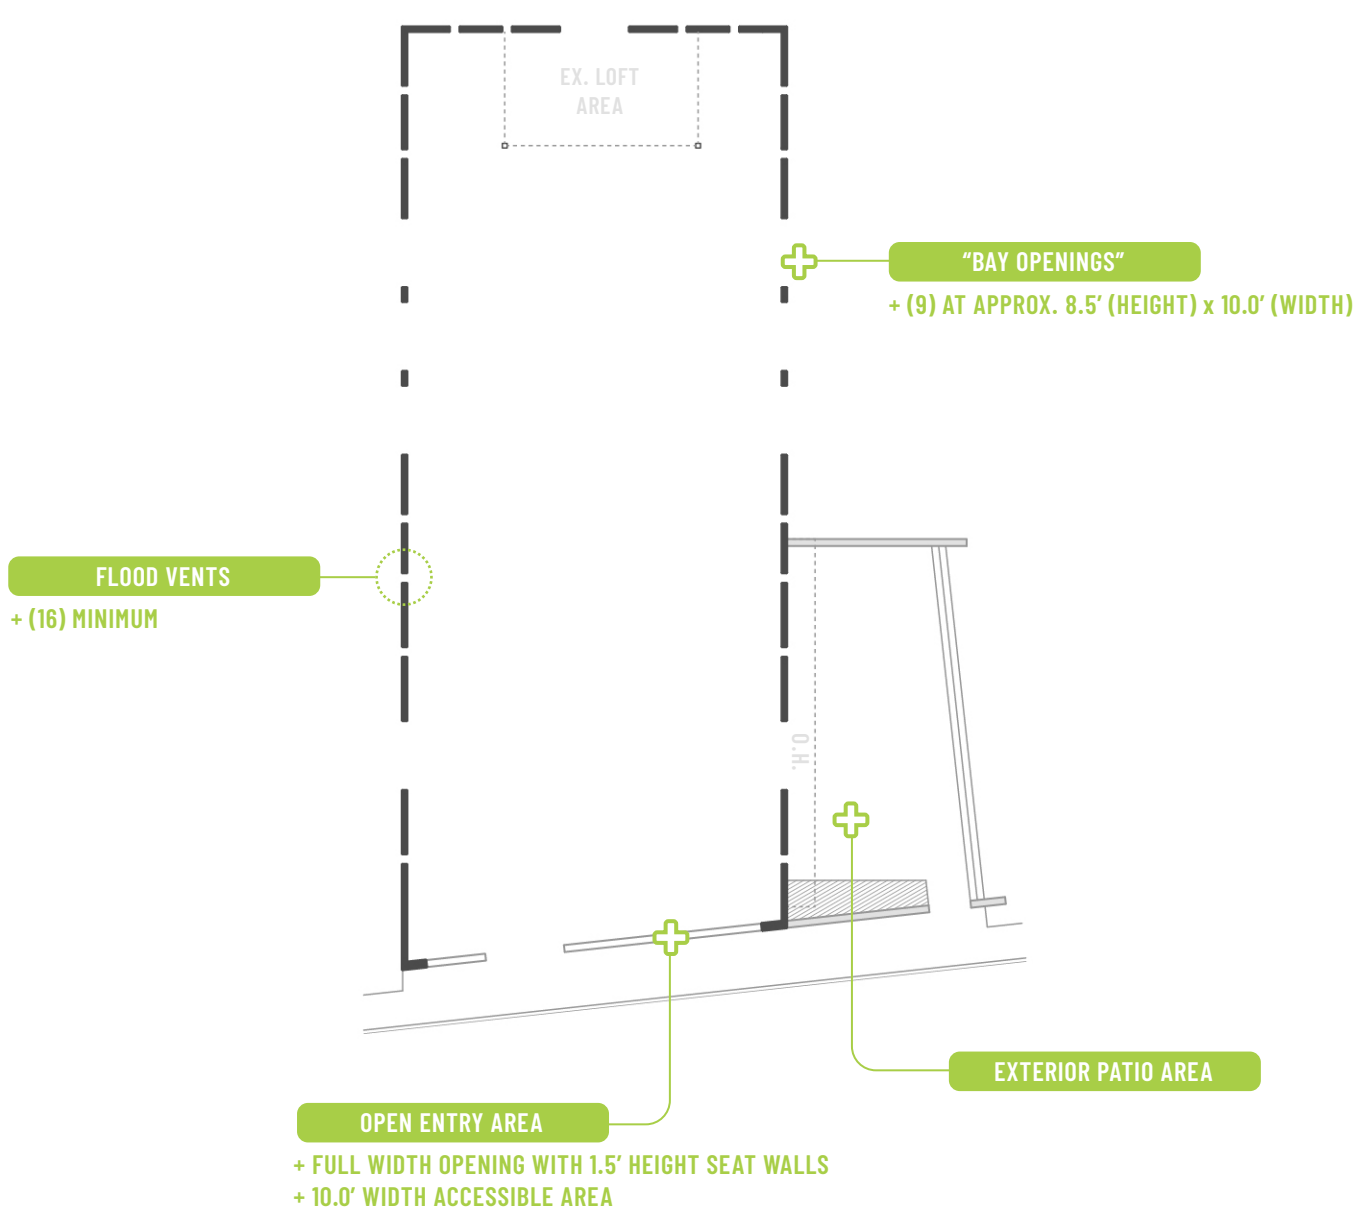 EX. LOFT
AREA
“BAY OPENINGS”
+ (9) AT APPROX. 8.5’ (HEIGHT) x 10.0’ (WIDTH)
FLOOD VENTS
+ (16) MINIMUM
O.H.
EXTERIOR PATIO AREA
OPEN ENTRY AREA
+ FULL WIDTH OPENING WITH 1.5’ HEIGHT SEAT WALLS
+ 10.0’ WIDTH ACCESSIBLE AREA